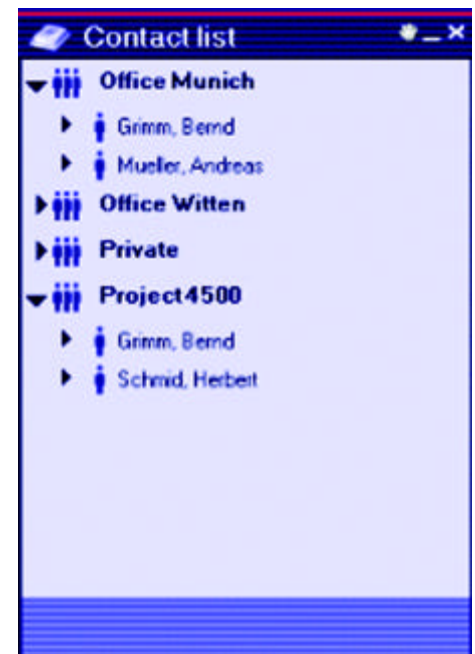 Contact list
Office Munich
Grimm, Bernd
Mueller, Andreas
Office Witten
Private
Project4500
Grimm, Bernd
Schmid, Herbert